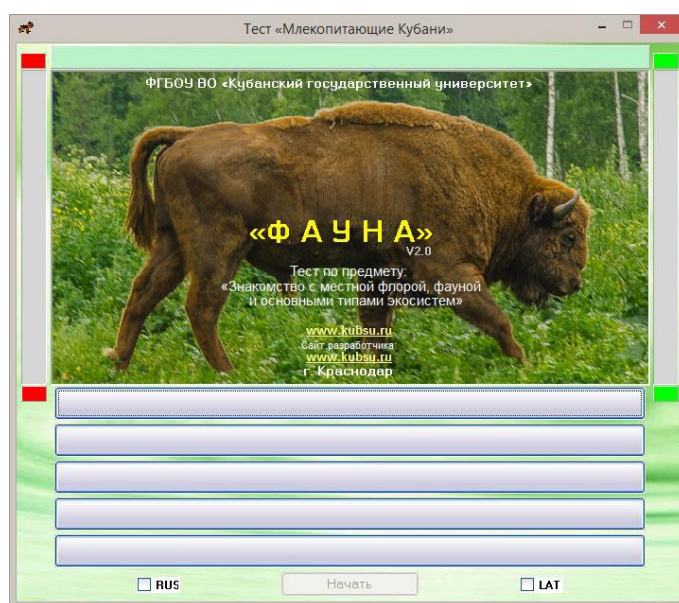 Тест «Млекопитающие Кубани»
ФГБОУ ВО «Кубанский государственный университет»
«Ф А У Н А»
V2.0
Тест по предмету:
«Знакомство с местной флорой, фауной
и основными типами экосистем»
www.kubsu.ru
Сайт разработчика:
www.kubsu.ru
г. Краснодар
RUS
Начать
LAT